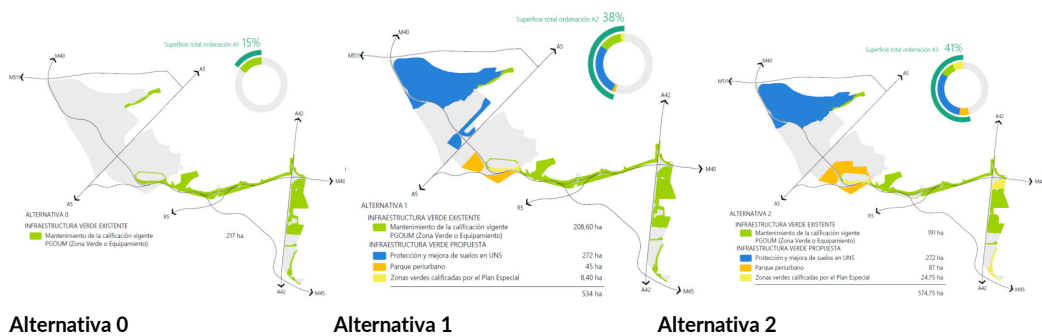 Superficie total ordenación A1 15%
M40
M511
A5
A42
M40
A5
R5
ALTERNATIVA 0
INFRAESTRUCTURA VERDE EXISTENTE
Mantenimiento de la calificación vigente
PGOUM (Zona Verde o Equipamiento)
217 ha
A42
M45
Alternativa 0
Superficie total ordenación A2 38%
M40
M511
A5
A42
M40
A5
R5
ALTERNATIVA 1
INFRAESTRUCTURA VERDE EXISTENTE
Mantenimiento de la calificación vigente
PGOUM (Zona Verde o Equipamiento)
208,60 ha
INFRAESTRUCTURA VERDE PROPUESTA
Protección y mejora de suelos en UNS 272 ha
Parque periurbano 45 ha
Zonas verdes calificadas por el Plan Especial 8,40 ha
534 ha
A42
M45
Alternativa 1
Superficie total ordenación A3 41%
M40
M511
A5
A42
A5
R5
ALTERNATIVA 2
INFRAESTRUCTURA VERDE EXISTENTE
Mantenimiento de la calificación vigente
PGOUM (Zona Verde o Equipamiento)
191 ha
INFRAESTRUCTURA VERDE PROPUESTA
Protección y mejora de suelos en UNS 272 ha
Parque periurbano 87 ha
Zonas verdes calificadas por el Plan Especial 24,75 ha
574,75 ha
A42
M45
Alternativa 2